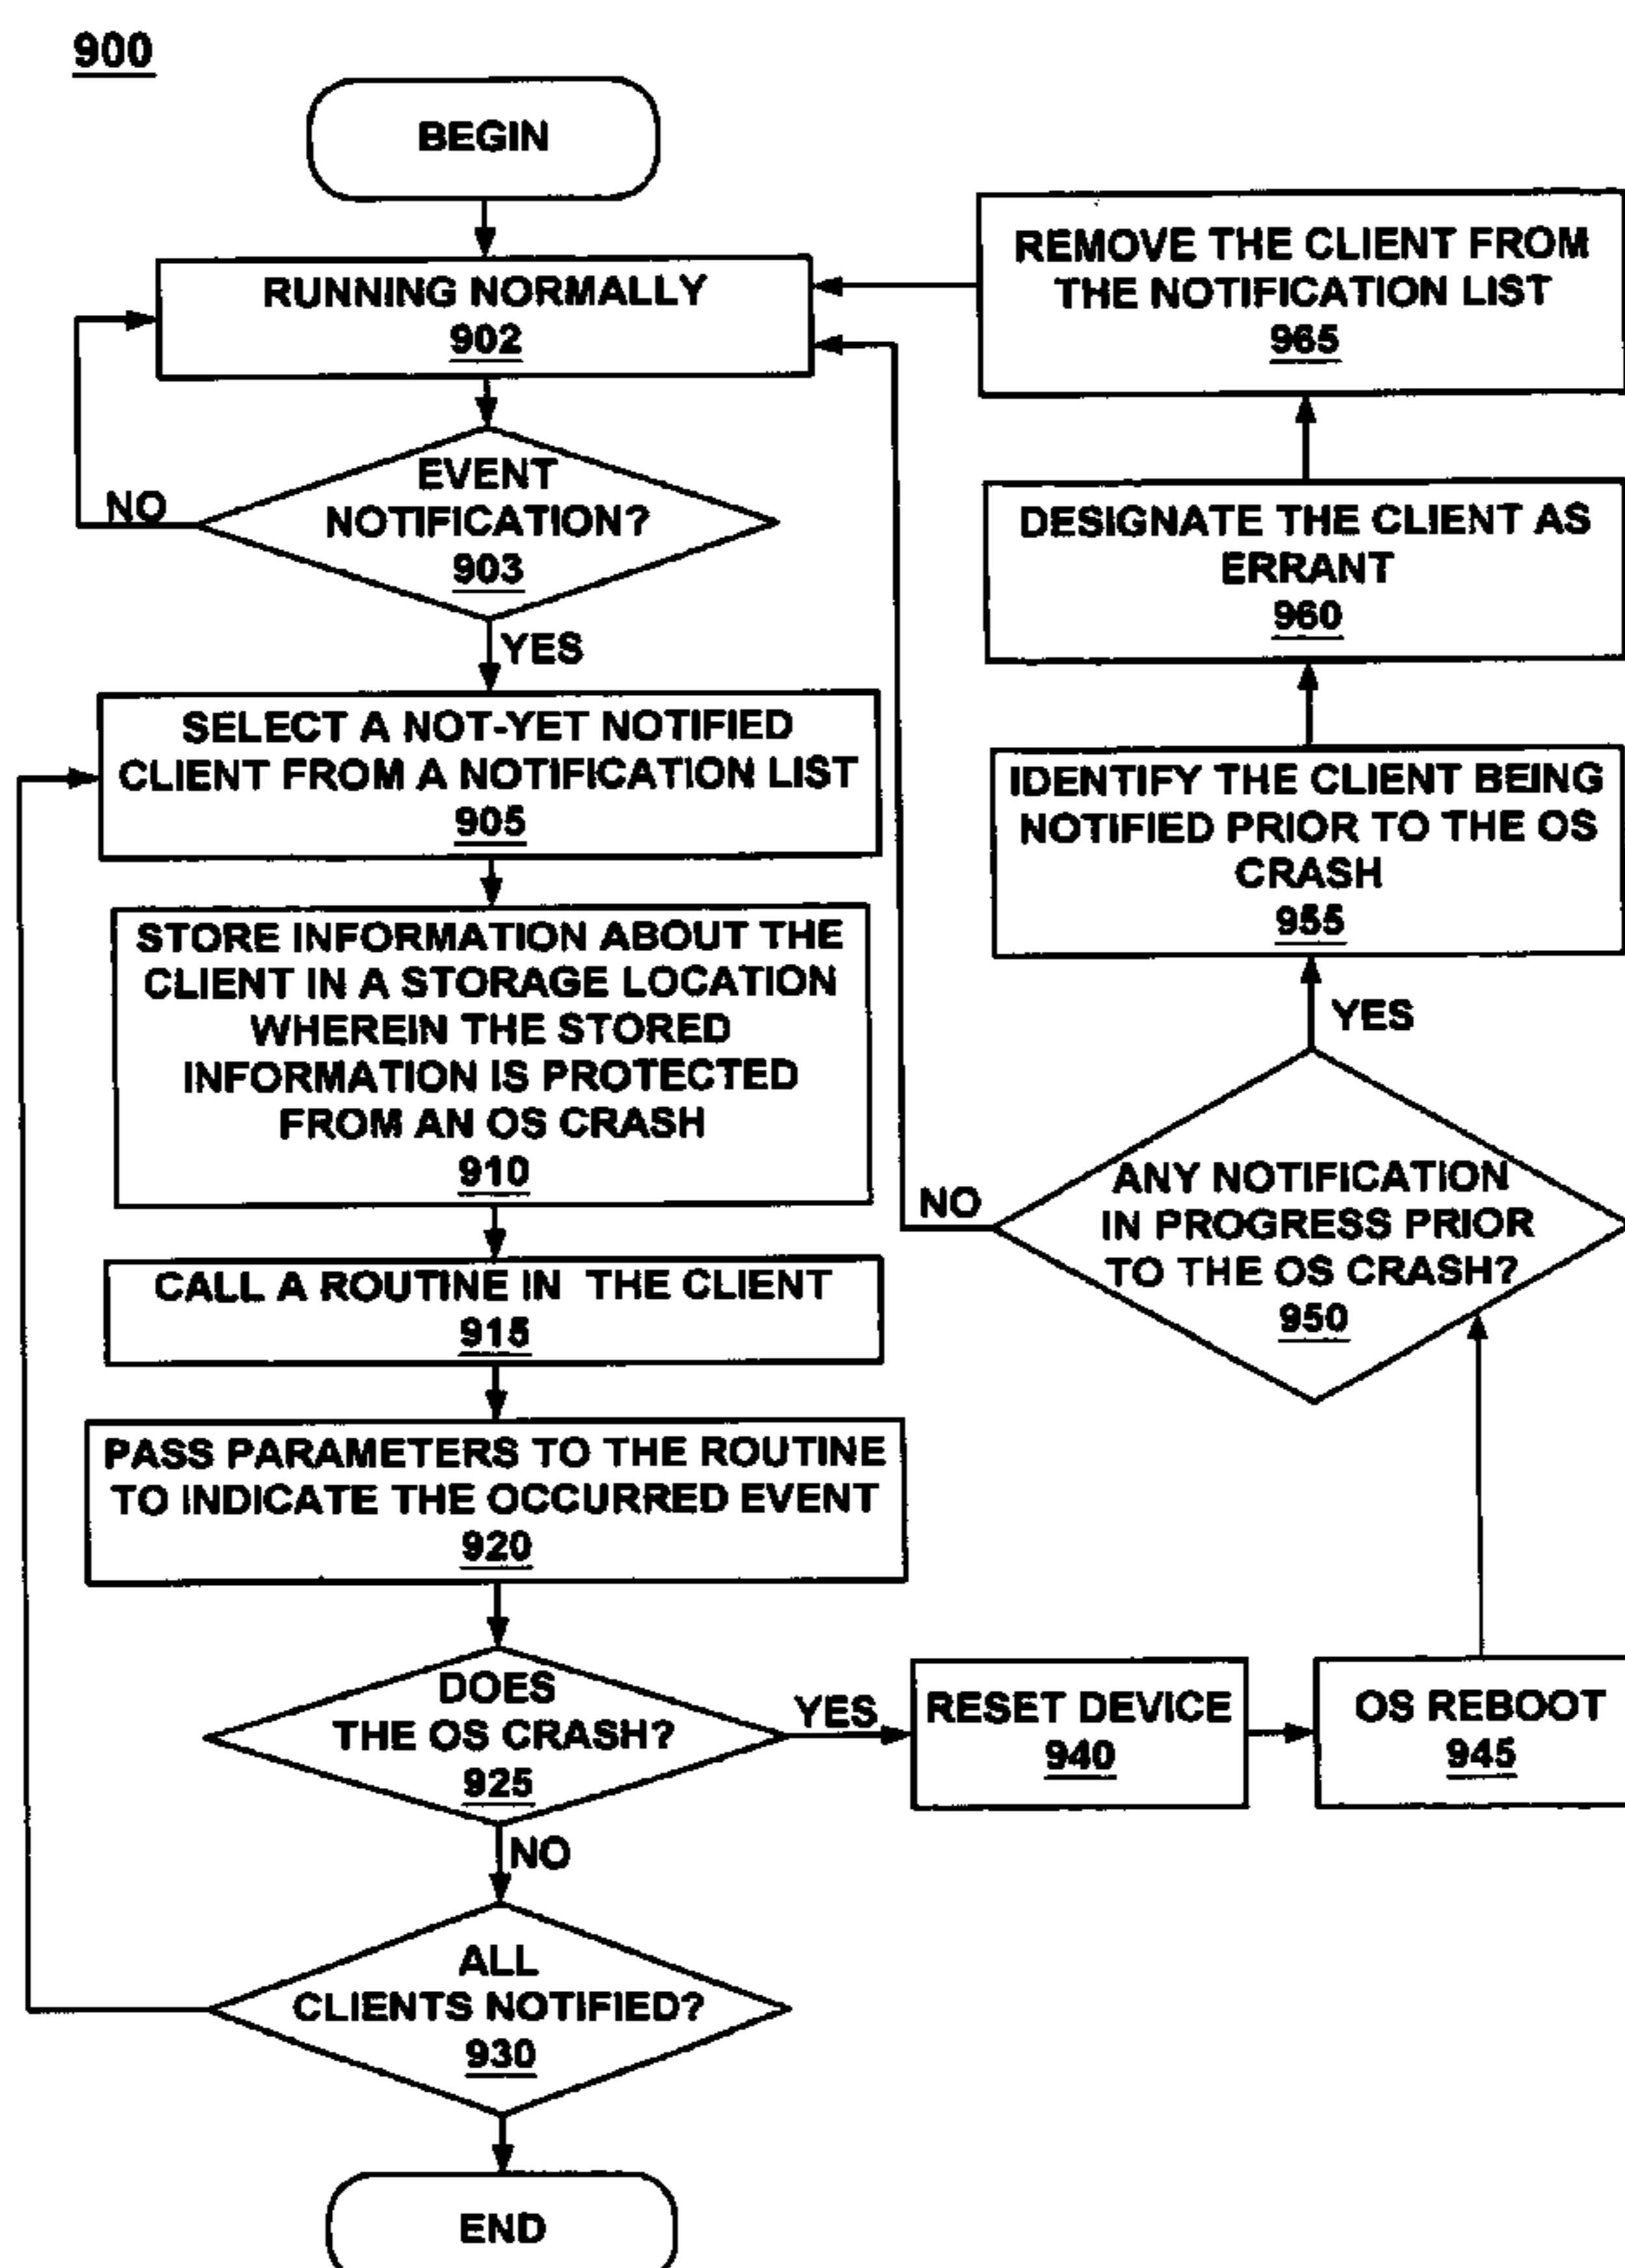 900
BEGIN
RUNNING NORMALLY
902
EVENT
NOTIFICATION?
903
NO
YES
SELECT A NOT-YET NOTIFIED
CLIENT FROM A NOTIFICATION LIST
905
STORE INFORMATION ABOUT THE
CLIENT IN A STORAGE LOCATION
WHEREIN THE STORED
INFORMATION IS PROTECTED
FROM AN OS CRASH
910
CALL A ROUTINE IN THE CLIENT
915
PASS PARAMETERS TO THE ROUTINE
TO INDICATE THE OCCURRED EVENT
920
DOES
THE OS CRASH?
925
YES
NO
ALL
CLIENTS NOTIFIED?
930
END
RESET DEVICE
940
OS REBOOT
945
ANY NOTIFICATION
IN PROGRESS PRIOR
TO THE OS CRASH?
950
NO
YES
IDENTIFY THE CLIENT BEING
NOTIFIED PRIOR TO THE OS
CRASH
955
DESIGNATE THE CLIENT AS
ERRANT
960
REMOVE THE CLIENT FROM
THE NOTIFICATION LIST
965